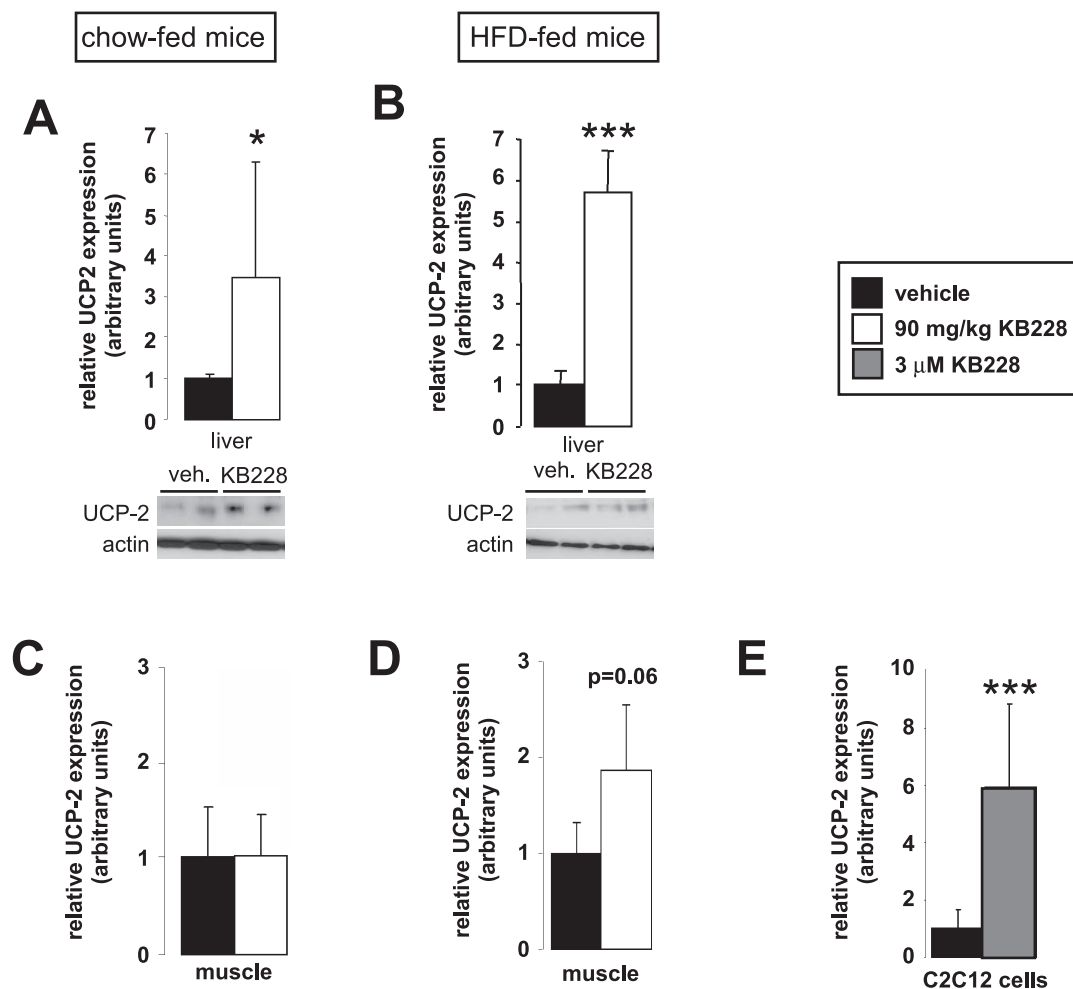 chow-fed mice
HFD-fed mice
A
relative UCP2 expression
(arbitrary units)
7
6
5
4
3
2
1
0
*
liver
veh. KB228
UCP-2
actin
B
relative UCP-2 expression
(arbitrary units)
7
6
5
4
3
2
1
0
***
liver
veh. KB228
UCP-2
actin
vehicle
90 mg/kg KB228
3 μM KB228
C
relative UCP-2 expression
(arbitrary units)
3
2
1
0
muscle
D
relative UCP-2 expression
(arbitrary units)
3
2
1
0
p=0.06
muscle
E
relative UCP-2 expression
(arbitrary units)
10
8
6
4
2
0
***
C2C12 cells